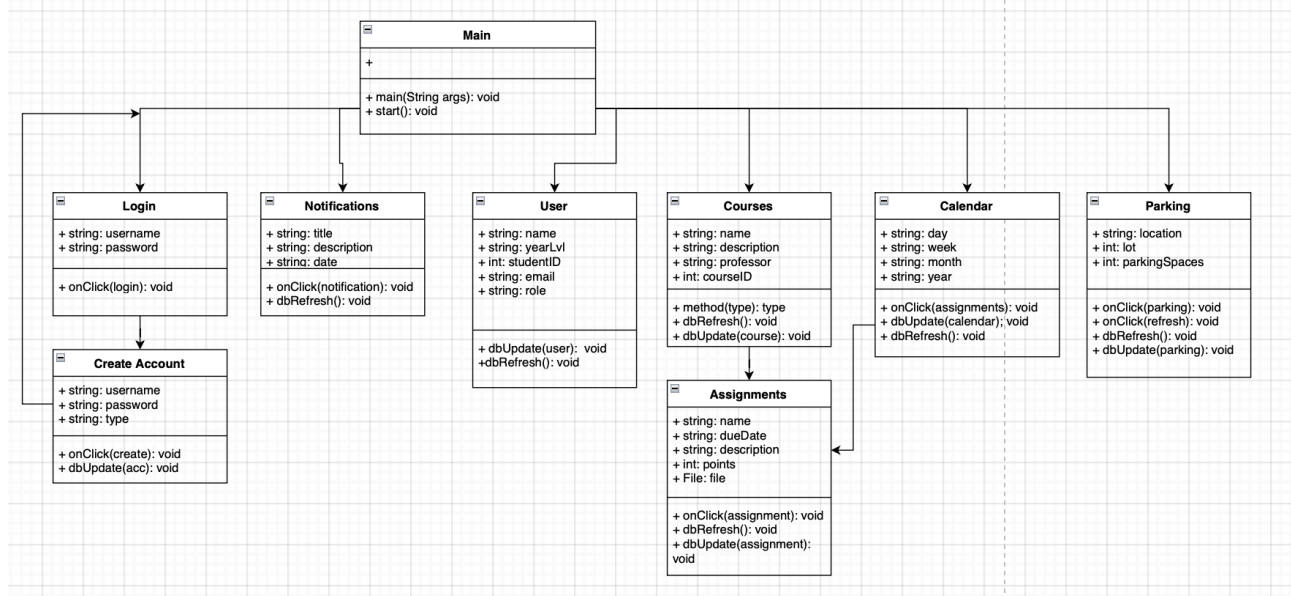 Main
+
+ main(String args): void
+ start(): void
Login
+ string: username
+ string: password
+ onClick(login): void
Notifications
+ string: title
+ string: description
+ string: date
+ onClick(notification): void
+ dbRefresh(): void
User
+ string: name
+ string: yearLvl
+ int: studentID
+ string: email
+ string: role
+ dbUpdate(user): void
+dbRefresh(): void
Courses
+ string: name
+ string: description
+ string: professor
+ int: courseID
+ method(type): type
+ dbRefresh(): void
+ dbUpdate(course): void
Calendar
+ string: day
+ string: week
+ string: month
+ string: year
+ onClick(assignments): void
+ dbUpdate(calendar); void
+ dbRefresh(): void
Parking
+ string: location
+ int: lot
+ int: parkingSpaces
+ onClick(parking): void
+ onClick(refresh): void
+ dbRefresh(): void
+ dbUpdate(parking): void
Create Account
+ string: username
+ string: password
+ string: type
+ onClick(create): void
+ dbUpdate(acc): void
Assignments
+ string: name
+ string: dueDate
+ string: description
+ int: points
+ File: file
+ onClick(assignment): void
+ dbRefresh(): void
+ dbUpdate(assignment):
void